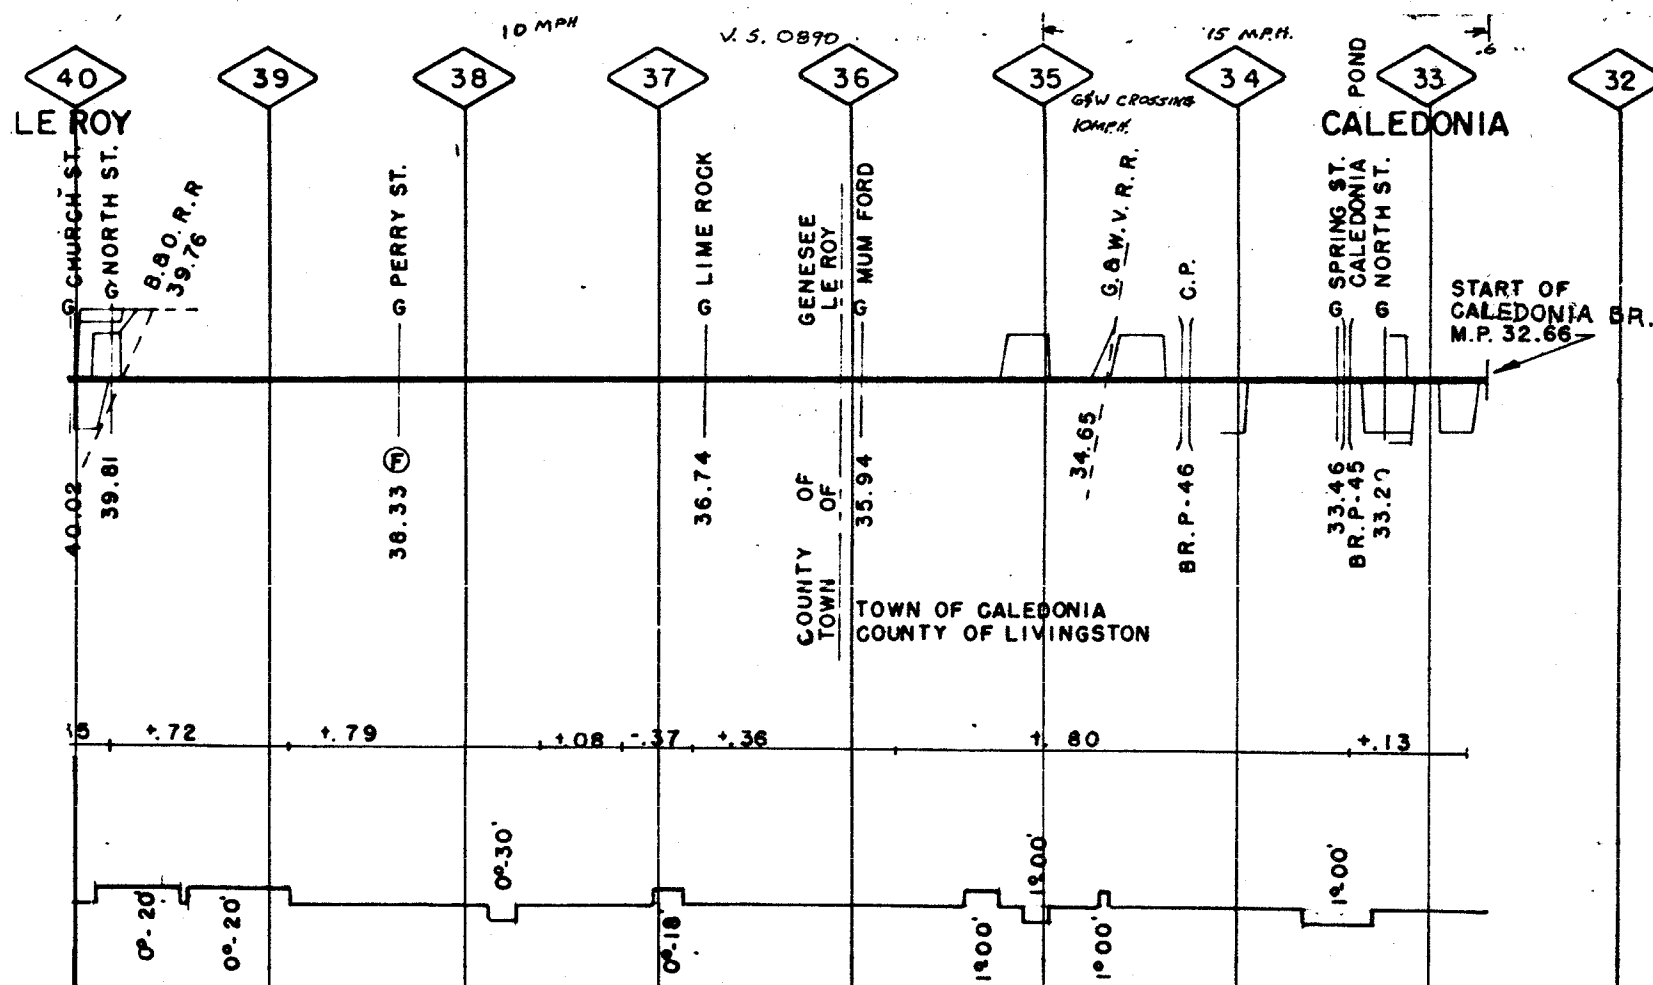 10 MPH
V. S. 0890
15 M.P.H.
.6
40
39
38
37
36
35
34
33
32
LE ROY
G&W CROSSING
10 M.P.H.
POND
CALEDONIA
G CHURCH ST.
G NORTH ST.
B.&O. R.R
39.76
G PERRY ST.
G LIME ROCK
GENESEE
LE ROY
G MUM FORD
G.& W.V. R. R.
C.P.
G SPRING ST.
CALEDONIA
G NORTH ST.
START OF
CALEDONIA BR.
M.P. 32.66
40.02
39.81
38.33 F
36.74
COUNTY OF
TOWN OF
35.94
34.65
BR.P-46
33.46
BR.P-45
TOWN OF CALEDONIA
COUNTY OF LIVINGSTON
+.72
+.79
+.08
-.37
+.36
+.80
+.13
0°-20'
0°-20'
0°-30'
0°-18'
1°00'
1°00'
1°00'
1°00'